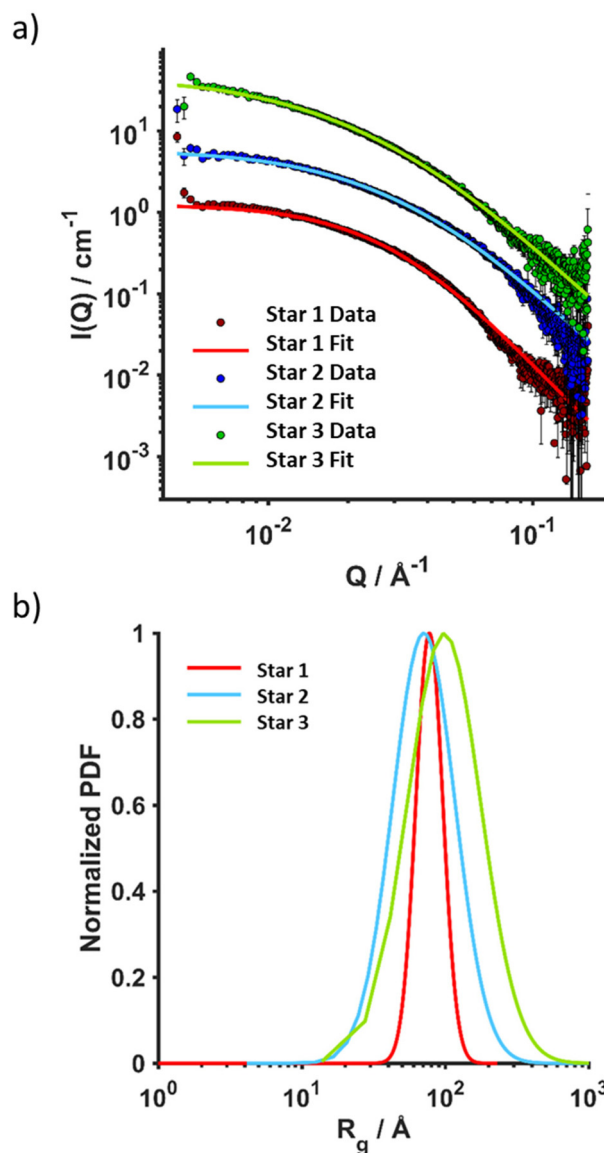 a)
10¹
10⁰
10⁻¹
10⁻²
10⁻³
I(Q) / cm⁻¹
Star 1 Data
Star 1 Fit
Star 2 Data
Star 2 Fit
Star 3 Data
Star 3 Fit
10⁻² 10⁻¹
Q / Å⁻¹
b)
1
0.8
0.6
0.4
0.2
0
Normalized PDF
Star 1
Star 2
Star 3
10⁰ 10¹ 10² 10³
R_g / Å